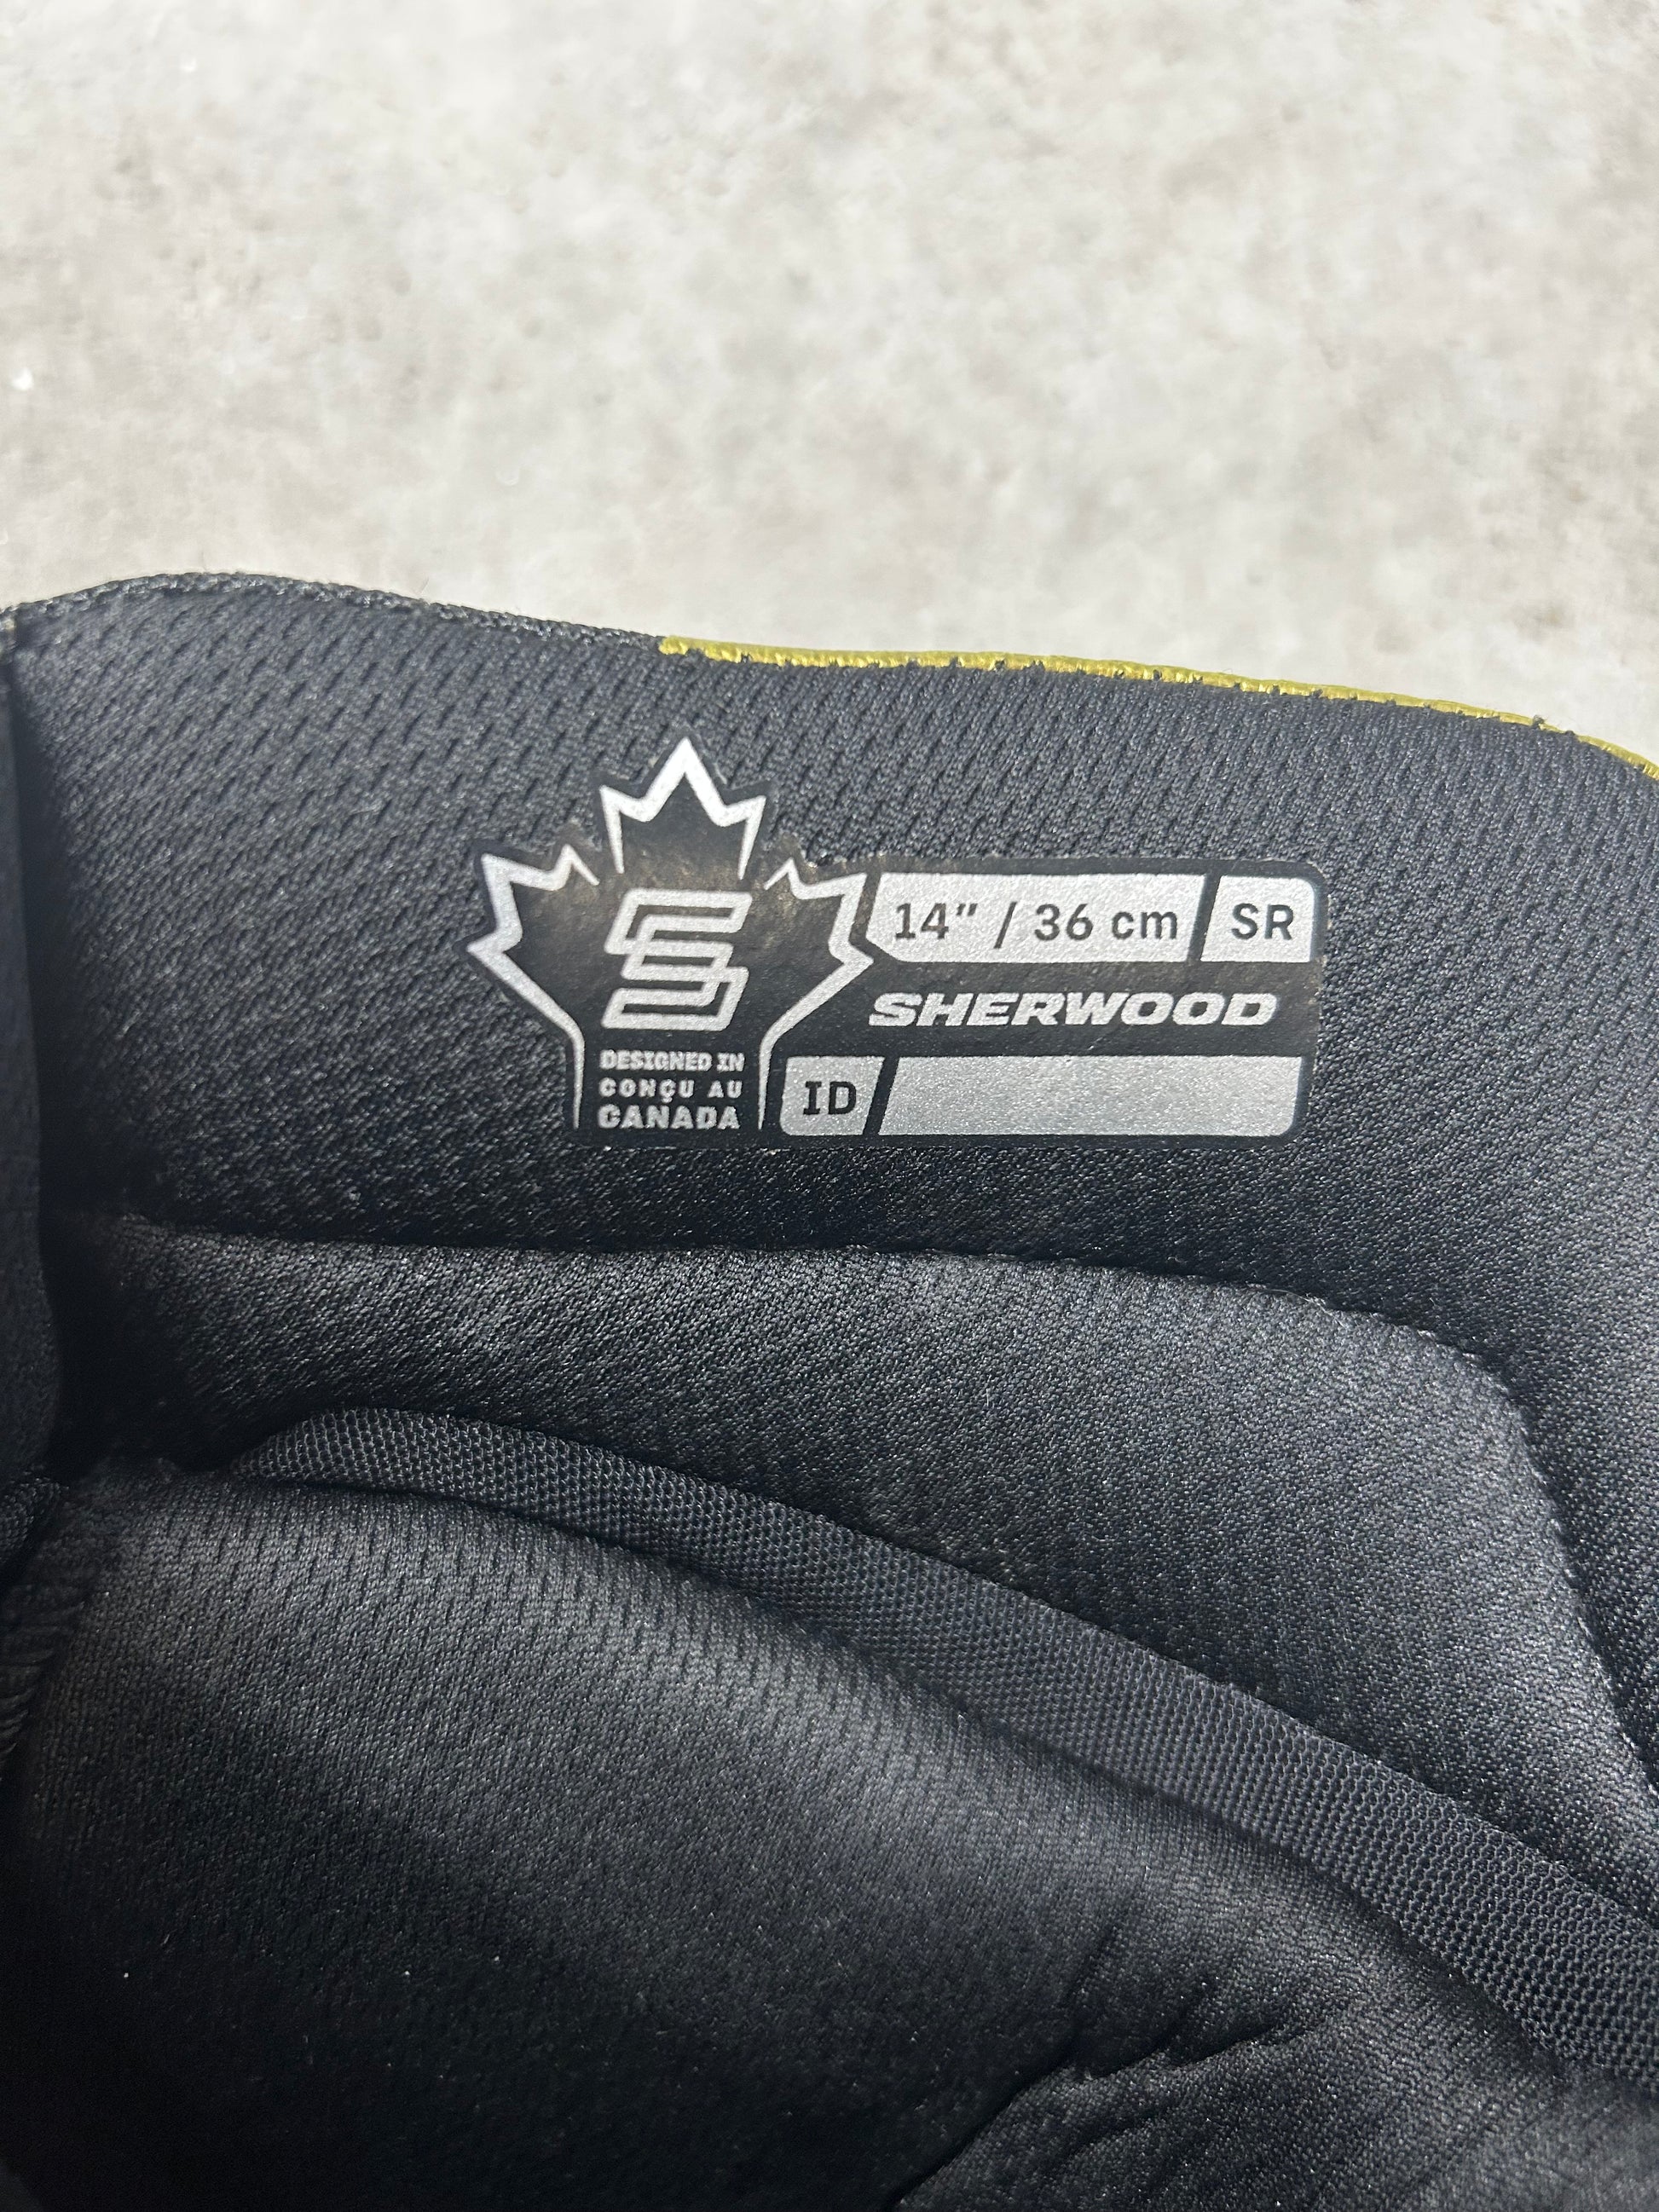 14" / 36 cm SR
SHERWOOD
DESIGNED IN
CONÇU AU
CANADA
ID